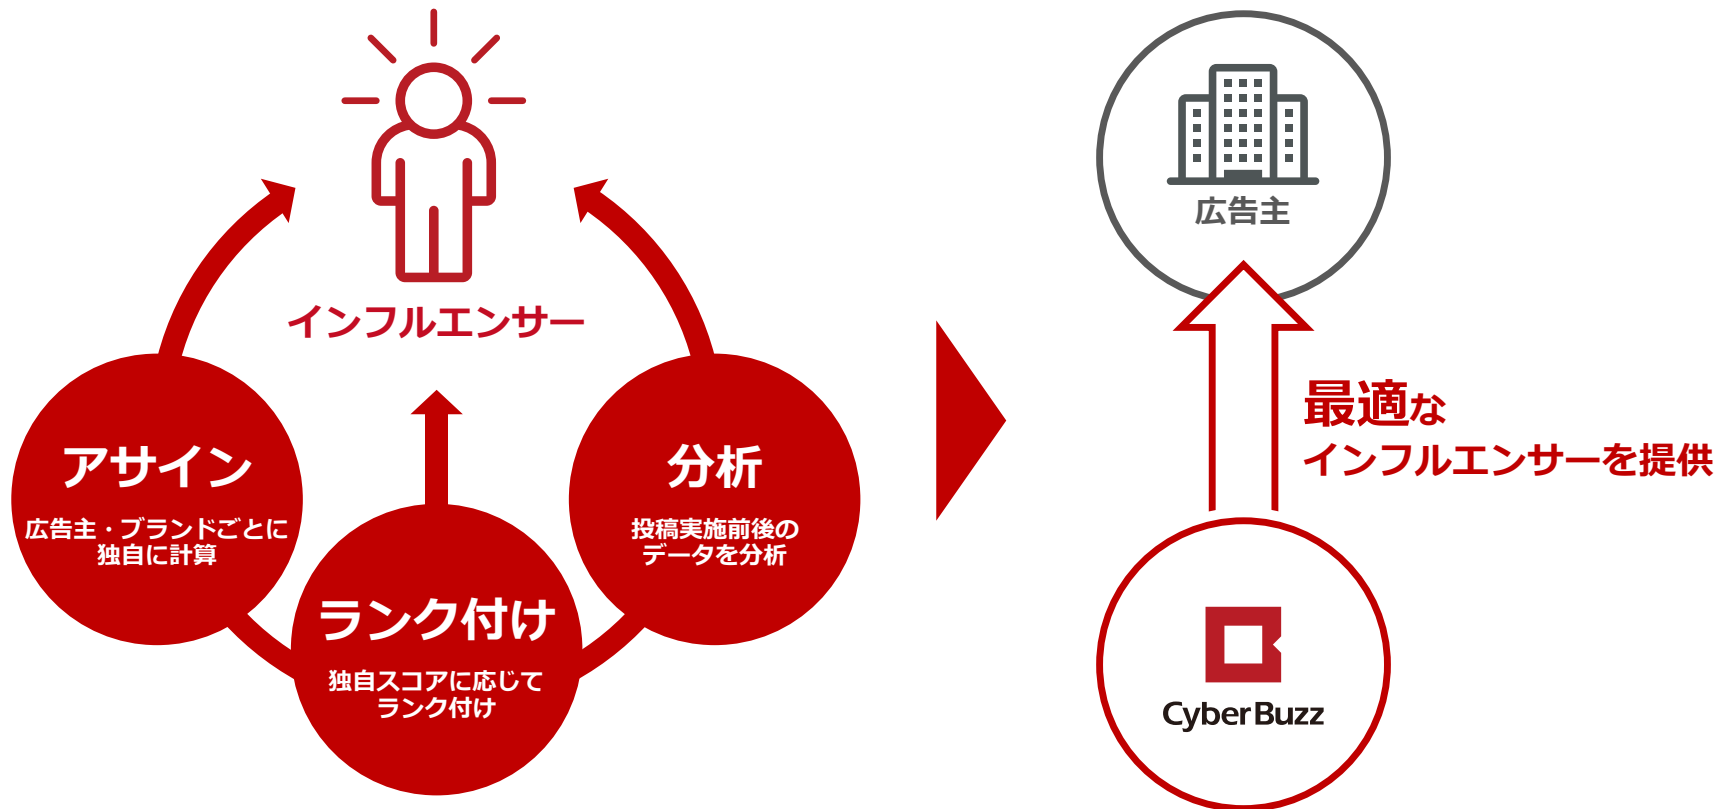 インフルエンサー
アサイン
広告主・ブランドごとに
独自に計算
ランク付け
独自スコアに応じて
ランク付け
分析
投稿実施前後の
データを分析
広告主
最適な
インフルエンサーを提供
CyberBuzz